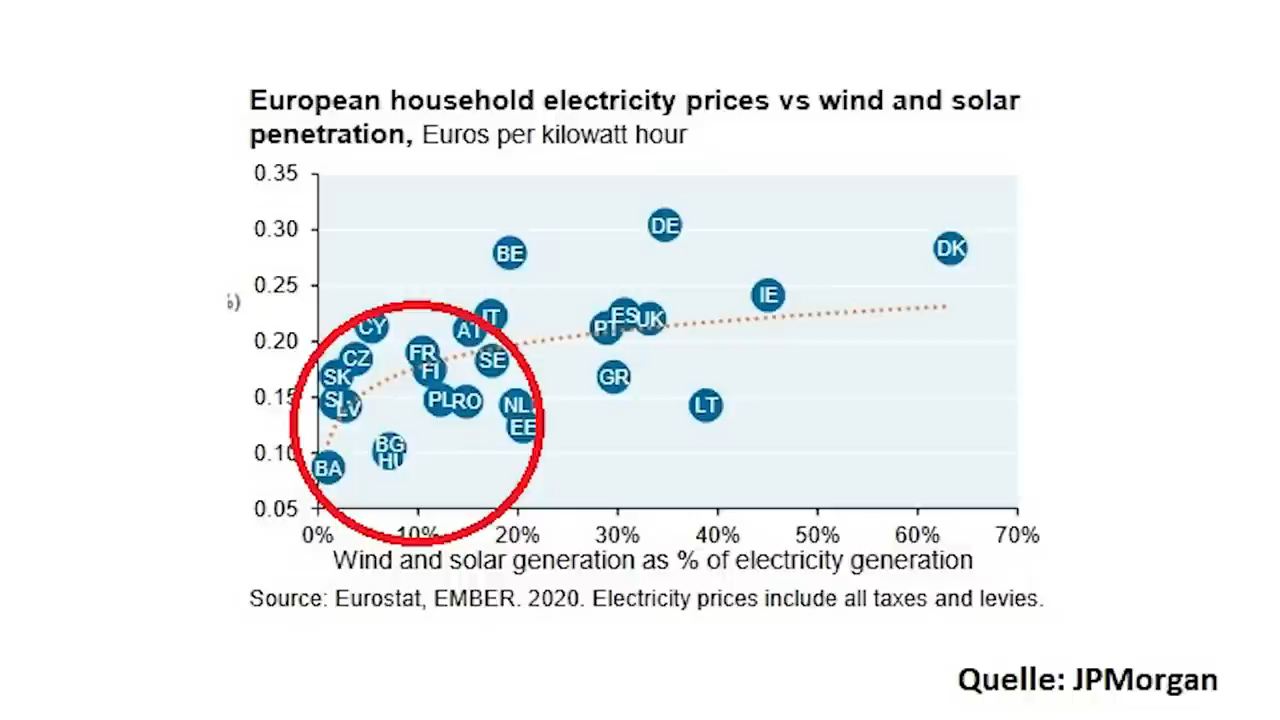 European household electricity prices vs wind and solar
penetration, Euros per kilowatt hour
0.35
0.30
DE
DK
BE
0.25
%)
IE
CY
IT
AT
ES
PT
UK
0.20
CZ
FR
SE
SK
FI
GR
0.15
SI
LV
PL
RO
NL
EE
LT
0.10
BG
HU
BA
0.05
0% 10% 20% 30% 40% 50% 60% 70%
Wind and solar generation as % of electricity generation
Source: Eurostat, EMBER. 2020. Electricity prices include all taxes and levies.
Quelle: JPMorgan